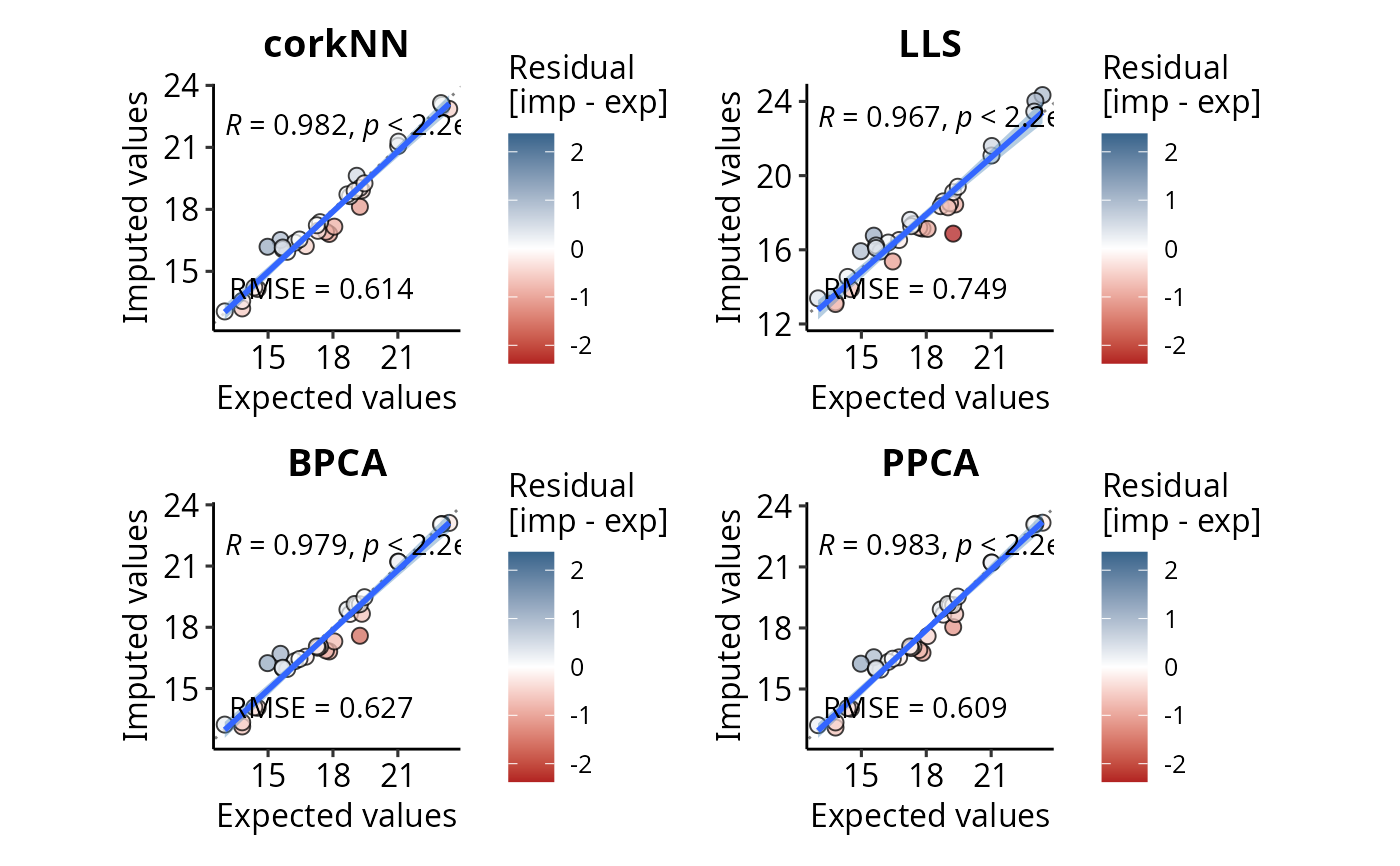 corkNN
Residual
[imp - exp]
Imputed values
24
21
18
15
R = 0.982, p < 2.2e
RMSE = 0.614
15 18 21
Expected values
2
1
0
-1
-2
LLS
Residual
[imp - exp]
Imputed values
24
20
16
12
R = 0.967, p < 2.2e
RMSE = 0.749
15 18 21
Expected values
2
1
0
-1
-2
BPCA
Residual
[imp - exp]
Imputed values
24
21
18
15
R = 0.979, p < 2.2e
RMSE = 0.627
15 18 21
Expected values
2
1
0
-1
-2
PPCA
Residual
[imp - exp]
Imputed values
24
21
18
15
R = 0.983, p < 2.2e
RMSE = 0.609
15 18 21
Expected values
2
1
0
-1
-2